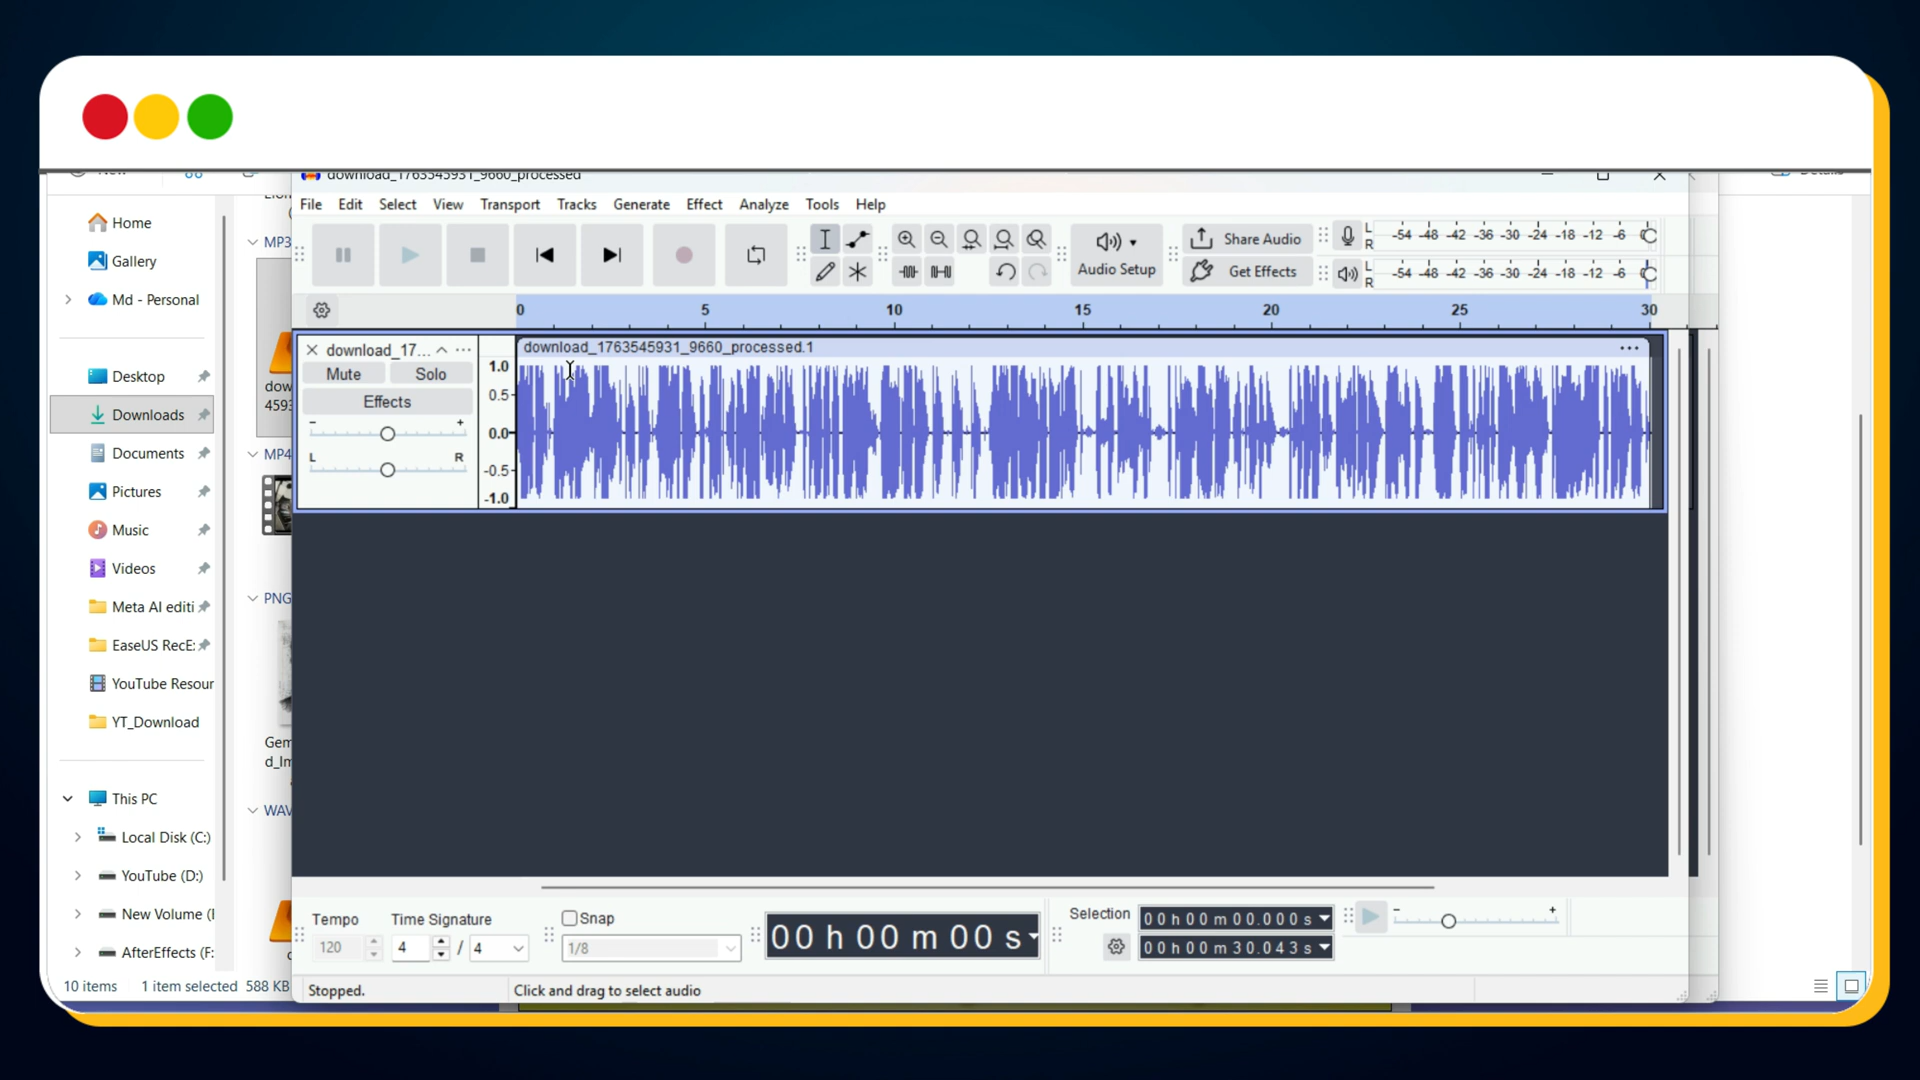 download_1763545931_9660_processed
File Edit Select View Transport Tracks Generate Effect Analyze Tools Help
Home
Gallery
Md - Personal
Desktop
Downloads
Documents
Pictures
Music
Videos
Meta AI editi
EaseUS RecE:
YouTube Resour
YT_Download
This PC
Local Disk (C:)
YouTube (D:)
New Volume (I
AfterEffects (F:
10 items 1 item selected 588 KB
MP3
dow
459
MP4
PNG
Gem
d_In
WAV
Audio Setup
Share Audio
Get Effects
L -54 -48 -42 -36 -30 -24 -18 -12 -6
R
L -54 -48 -42 -36 -30 -24 -18 -12 -6
R
0 5 10 15 20 25 30
download_17... 
Mute Solo
Effects
- +
L R
1.0
0.5
0.0
-0.5
-1.0
download_1763545931_9660_processed.1
Tempo
120
Time Signature
4 / 4
Snap
1/8
00 h 00 m 00 s
Selection
00 h 00 m 00.000 s
00 h 00 m 30.043 s
- +
Stopped.
Click and drag to select audio